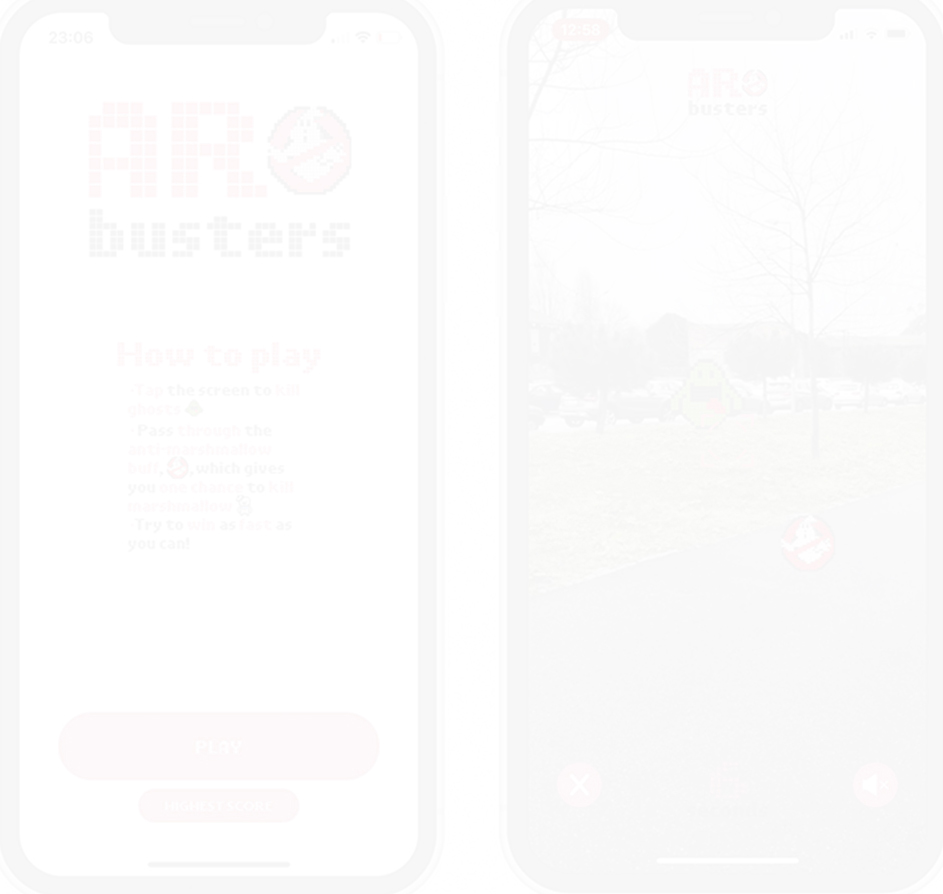 23:06
AR
busters
How to play
·Tap the screen to kill
ghosts
·Pass through the
anti-marshmallow
buff, , which gives
you one chance to kill
marshmallow
·Try to win as fast as
you can!
PLAY
HIGHEST SCORE
12:58
AR
busters